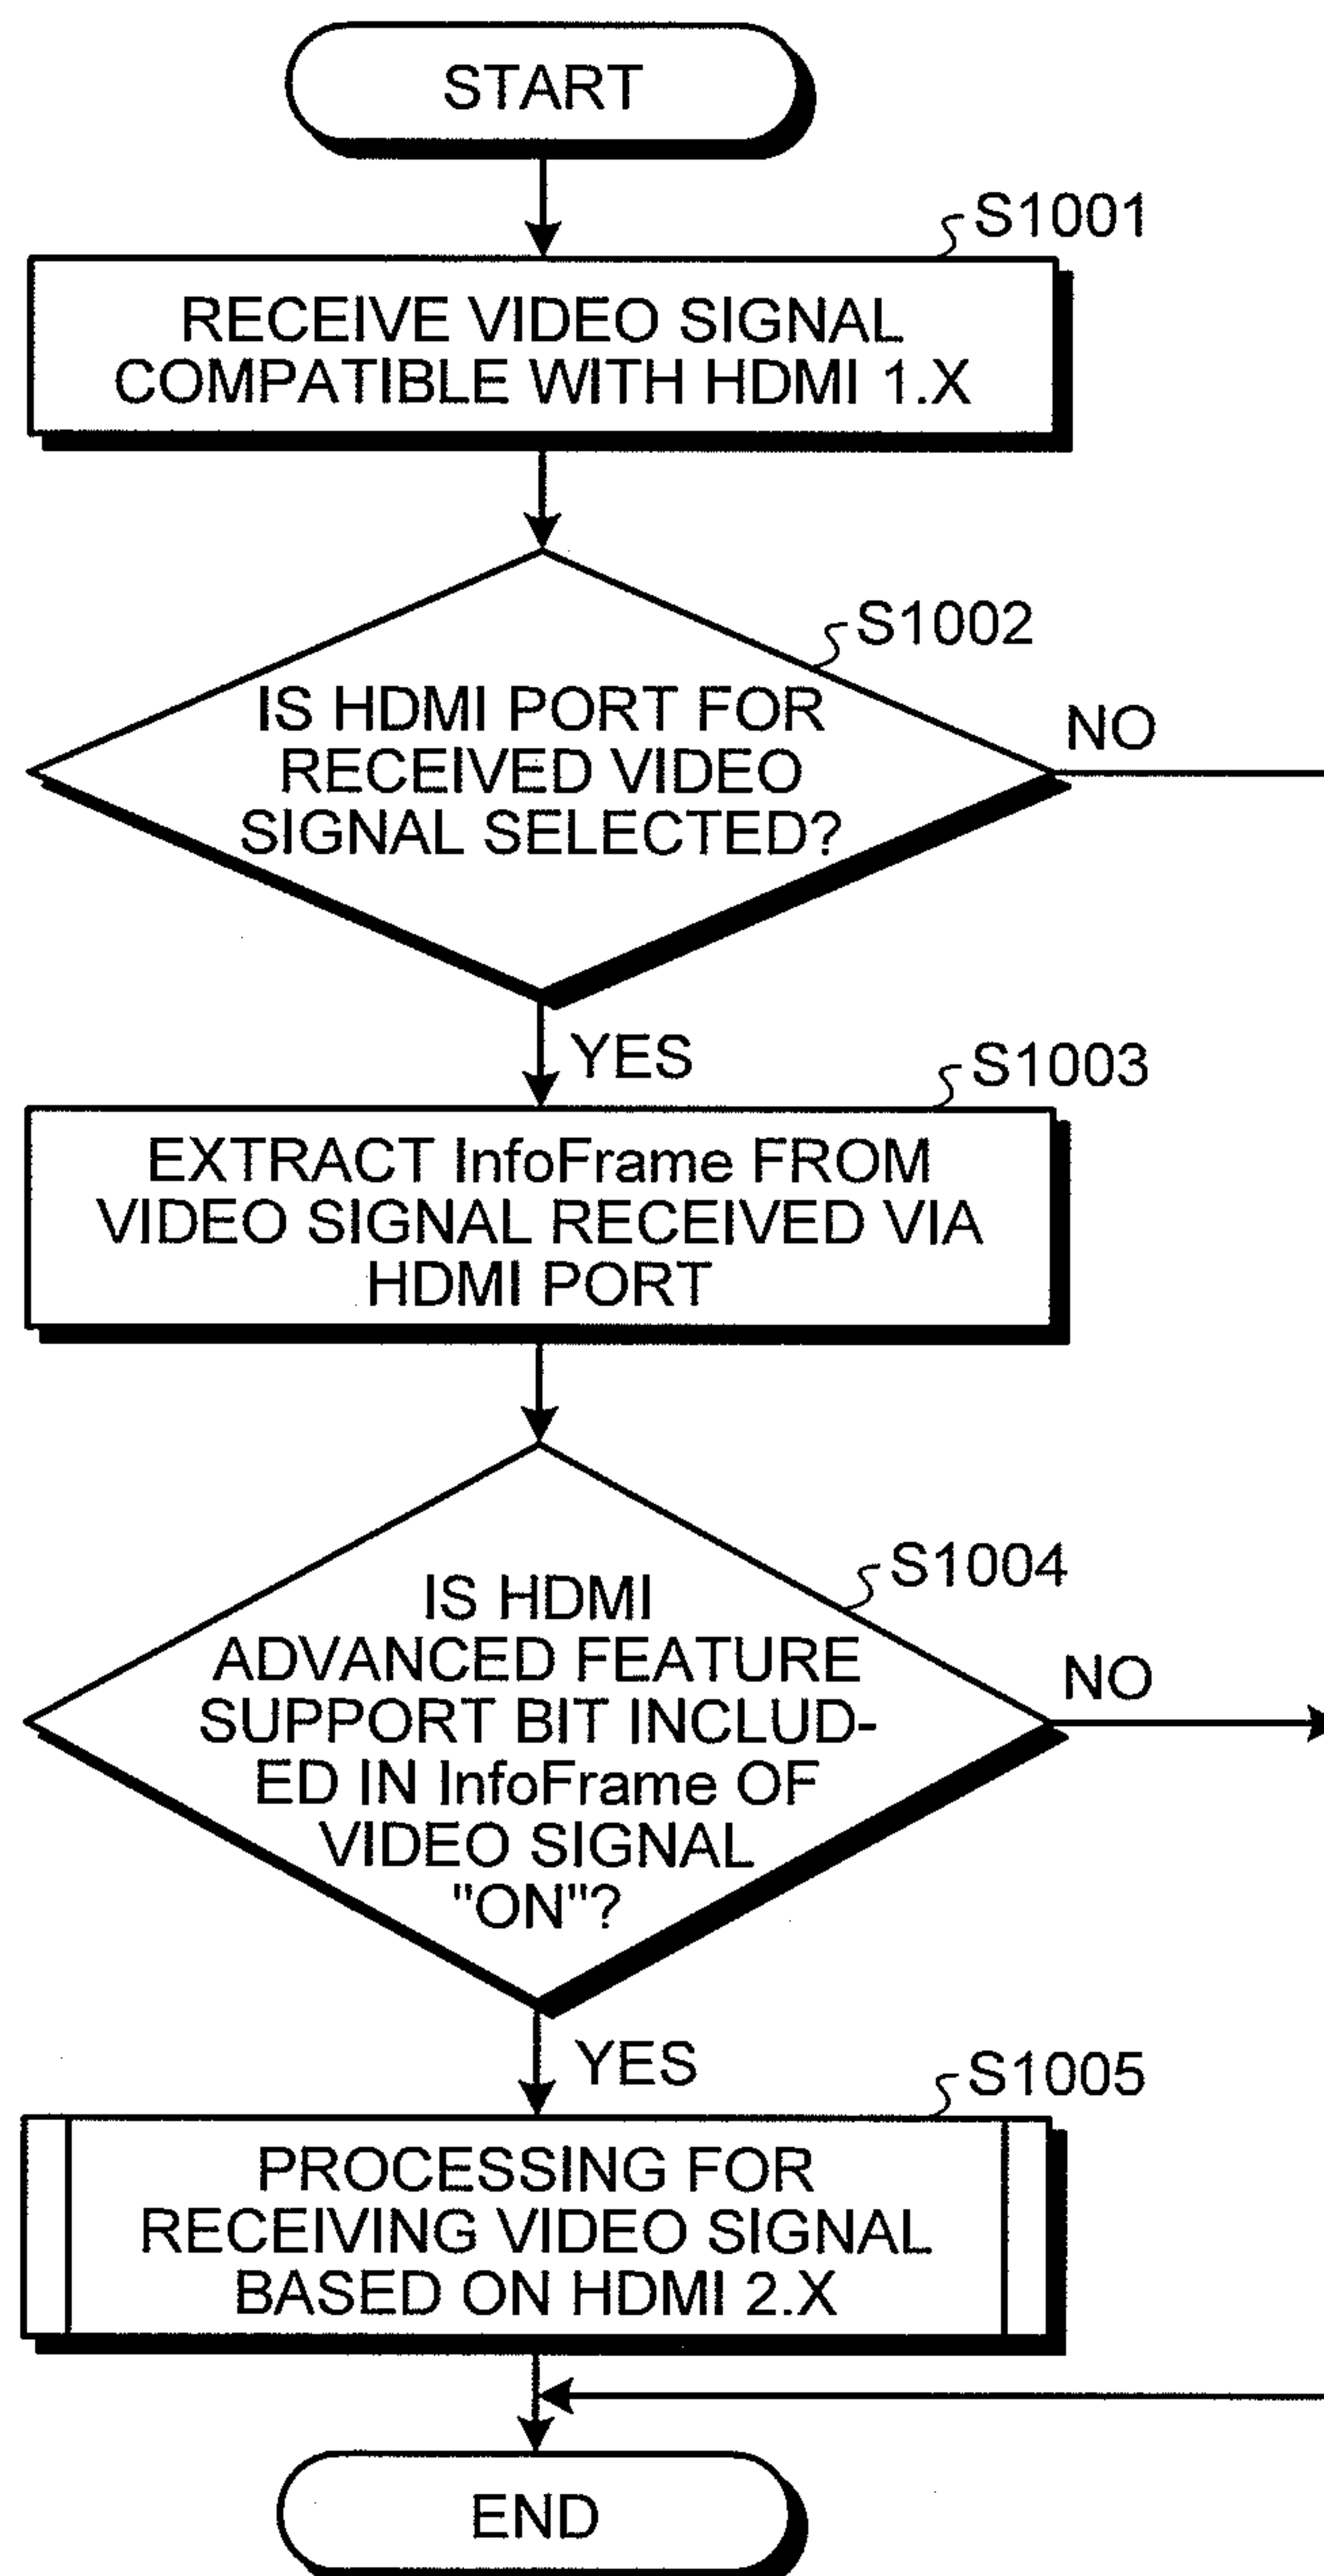 START
S1001
RECEIVE VIDEO SIGNAL
COMPATIBLE WITH HDMI 1.X
S1002
IS HDMI PORT FOR
RECEIVED VIDEO
SIGNAL SELECTED?
NO
YES
S1003
EXTRACT InfoFrame FROM
VIDEO SIGNAL RECEIVED VIA
HDMI PORT
S1004
IS HDMI
ADVANCED FEATURE
SUPPORT BIT INCLUD-
ED IN InfoFrame OF
VIDEO SIGNAL
"ON"?
NO
YES
S1005
PROCESSING FOR
RECEIVING VIDEO SIGNAL
BASED ON HDMI 2.X
END